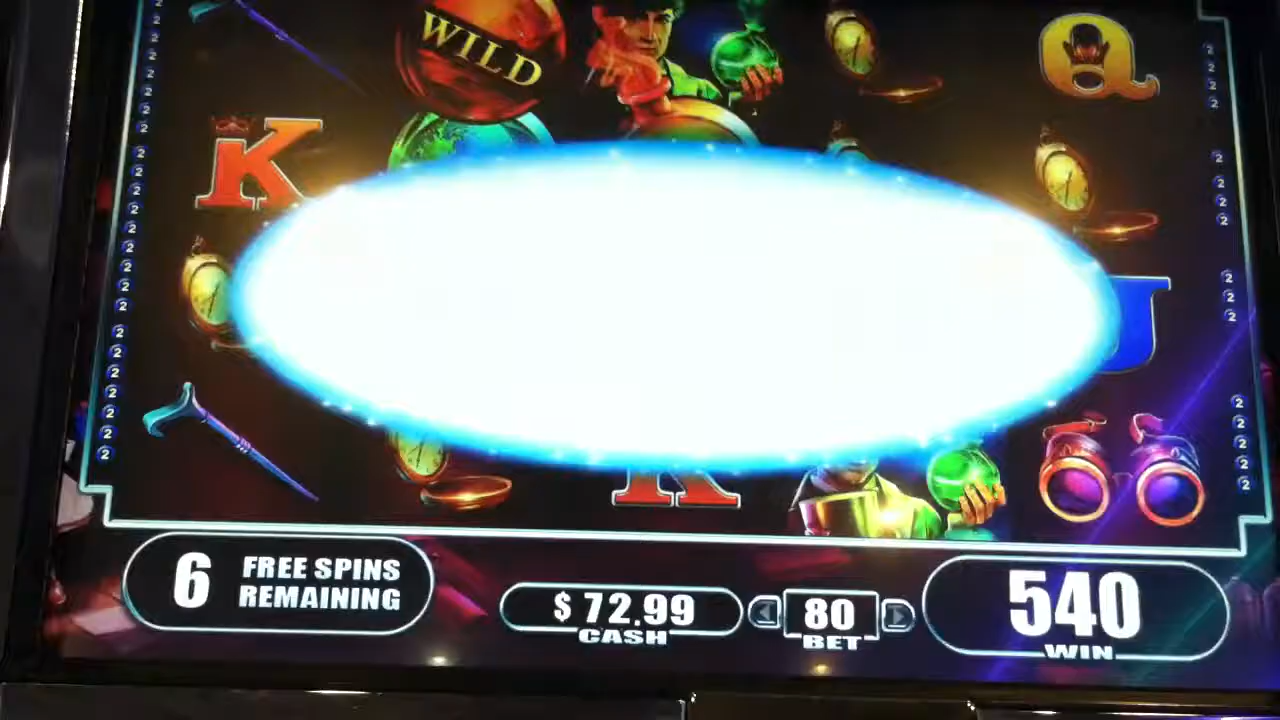 WILD
Q
K
J
K
6 FREE SPINS REMAINING
$72.99 CASH
80 BET
540 WIN